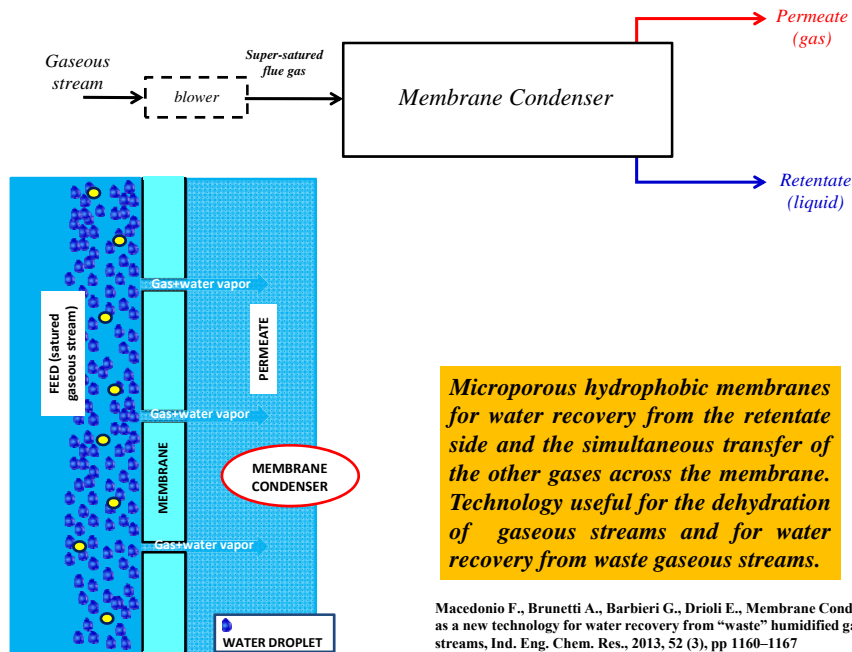 Permeate
(gas)
Gaseous
stream
blower
Super-satured
flue gas
Membrane Condenser
Retentate
(liquid)
FEED (satured
gaseous stream)
Gas+water vapor
PERMEATE
Gas+water vapor
MEMBRANE
MEMBRANE
CONDENSER
Gas+water vapor
WATER DROPLET
Microporous hydrophobic membranes
for water recovery from the retentate
side and the simultaneous transfer of
the other gases across the membrane.
Technology useful for the dehydration
of gaseous streams and for water
recovery from waste gaseous streams.
Macedonio F., Brunetti A., Barbieri G., Drioli E., Membrane Cond
as a new technology for water recovery from “waste” humidified ga
streams, Ind. Eng. Chem. Res., 2013, 52 (3), pp 1160–1167